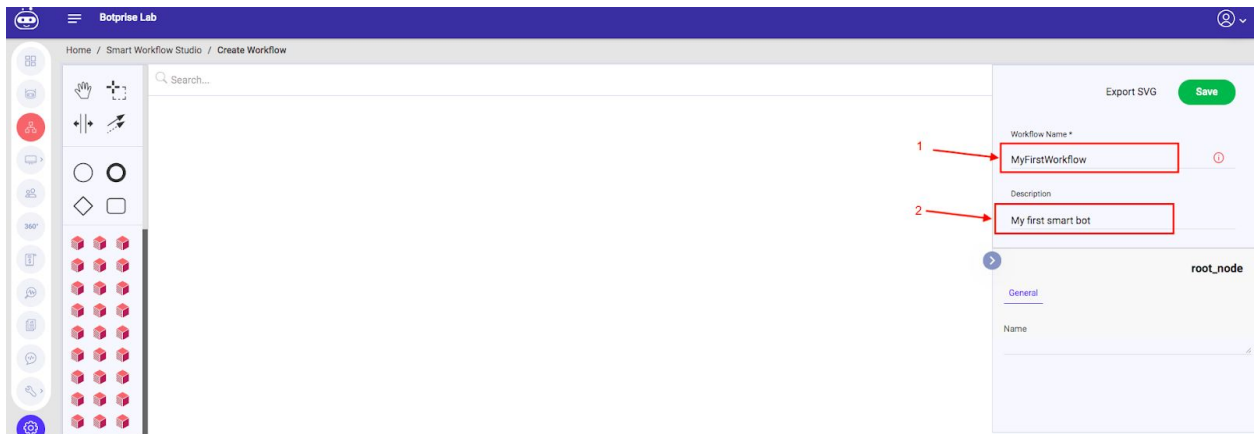 Botprise Lab
Home / Smart Workflow Studio / Create Workflow
Search...
Export SVG Save
Workflow Name *
1
MyFirstWorkflow
Description
2
My first smart bot
360°
root_node
General
Name